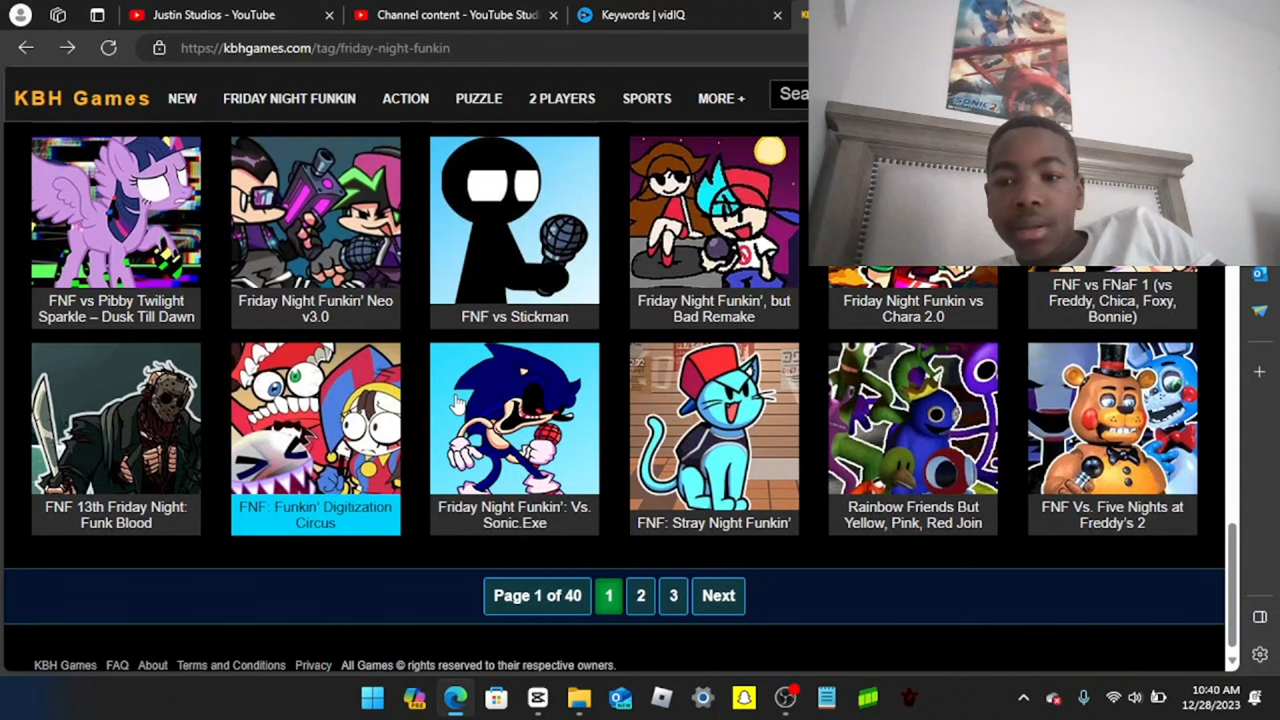 Justin Studios - YouTube
Channel content - YouTube Stud
Keywords | vidIQ
https://kbhgames.com/tag/friday-night-funkin
KBH Games
NEW
FRIDAY NIGHT FUNKIN
ACTION
PUZZLE
2 PLAYERS
SPORTS
MORE +
Sea
SONIC 2
FNF vs Pibby Twilight
Sparkle – Dusk Till Dawn
Friday Night Funkin' Neo
v3.0
FNF vs Stickman
Friday Night Funkin', but
Bad Remake
Friday Night Funkin vs
Chara 2.0
FNF vs FNaF 1 (vs
Freddy, Chica, Foxy,
Bonnie)
FNF 13th Friday Night:
Funk Blood
FNF: Funkin' Digitization
Circus
Friday Night Funkin': Vs.
Sonic.Exe
FNF: Stray Night Funkin'
Rainbow Friends But
Yellow, Pink, Red Join
FNF Vs. Five Nights at
Freddy's 2
Page 1 of 40
1
2
3
Next
KBH Games
FAQ
About
Terms and Conditions
Privacy
All Games © rights reserved to their respective owners.
PRE
NEW
10:40 AM
12/28/2023